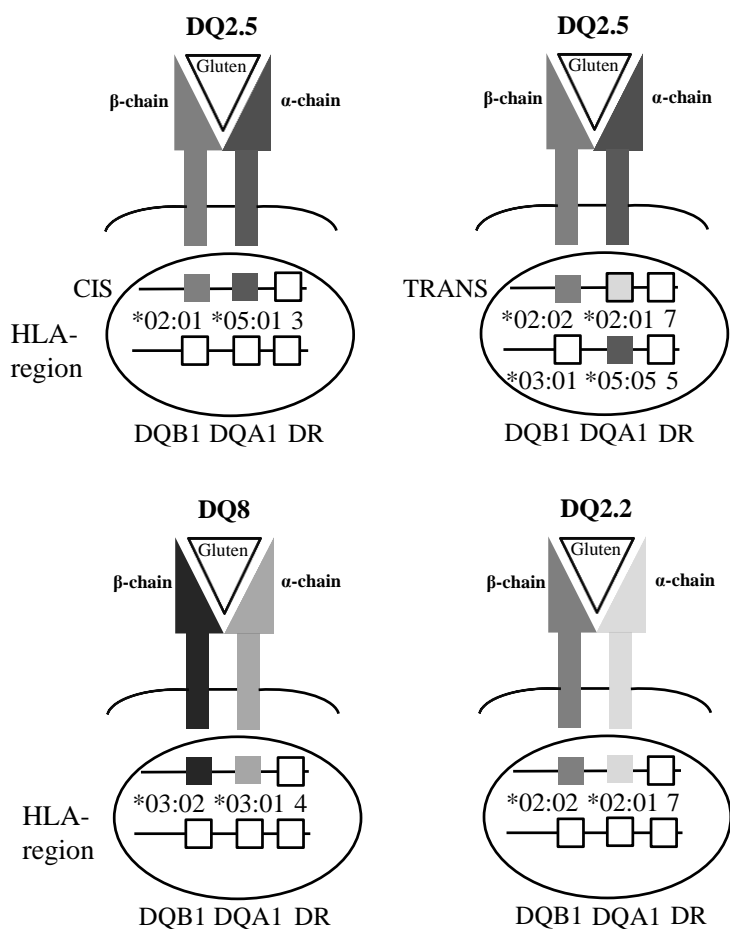 DQ2.5
Gluten
β-chain
α-chain
CIS
*02:01 *05:01 3
HLA-
region
DQB1 DQA1 DR
DQ2.5
Gluten
β-chain
α-chain
TRANS
*02:02 *02:01 7
*03:01 *05:05 5
DQB1 DQA1 DR
DQ8
Gluten
β-chain
α-chain
*03:02 *03:01 4
HLA-
region
DQB1 DQA1 DR
DQ2.2
Gluten
β-chain
α-chain
*02:02 *02:01 7
DQB1 DQA1 DR